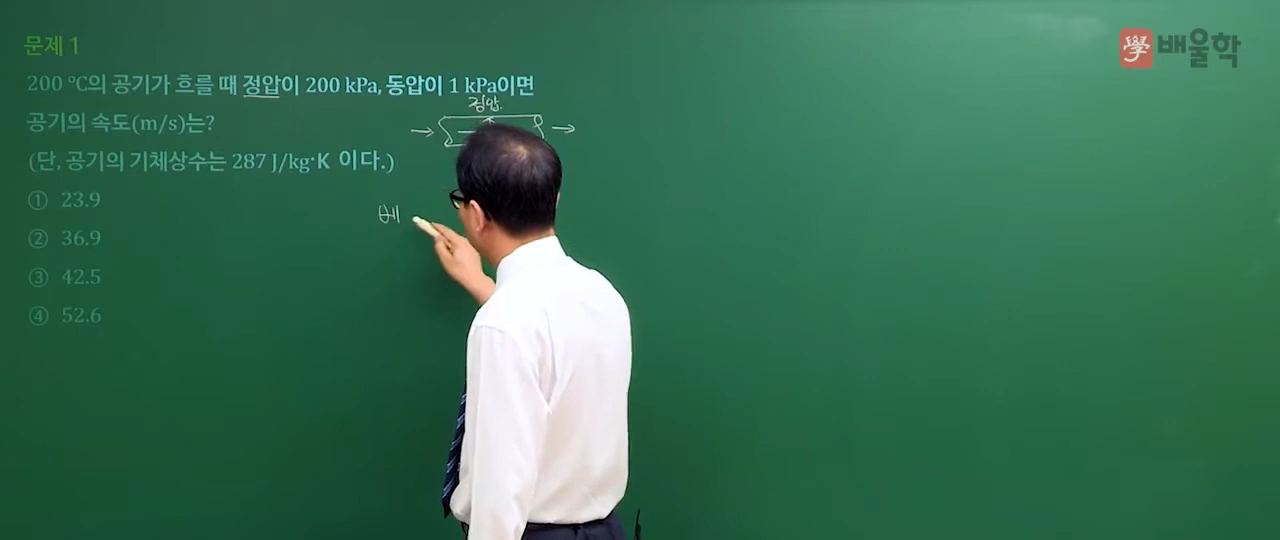 문제 1
學 배울학
200 ℃의 공기가 흐를 때 정압이 200 kPa, 동압이 1 kPa이면
정압.
공기의 속도(m/s)는?
(단, 공기의 기체상수는 287 J/kg·K 이다.)
① 23.9
베
② 36.9
③ 42.5
④ 52.6